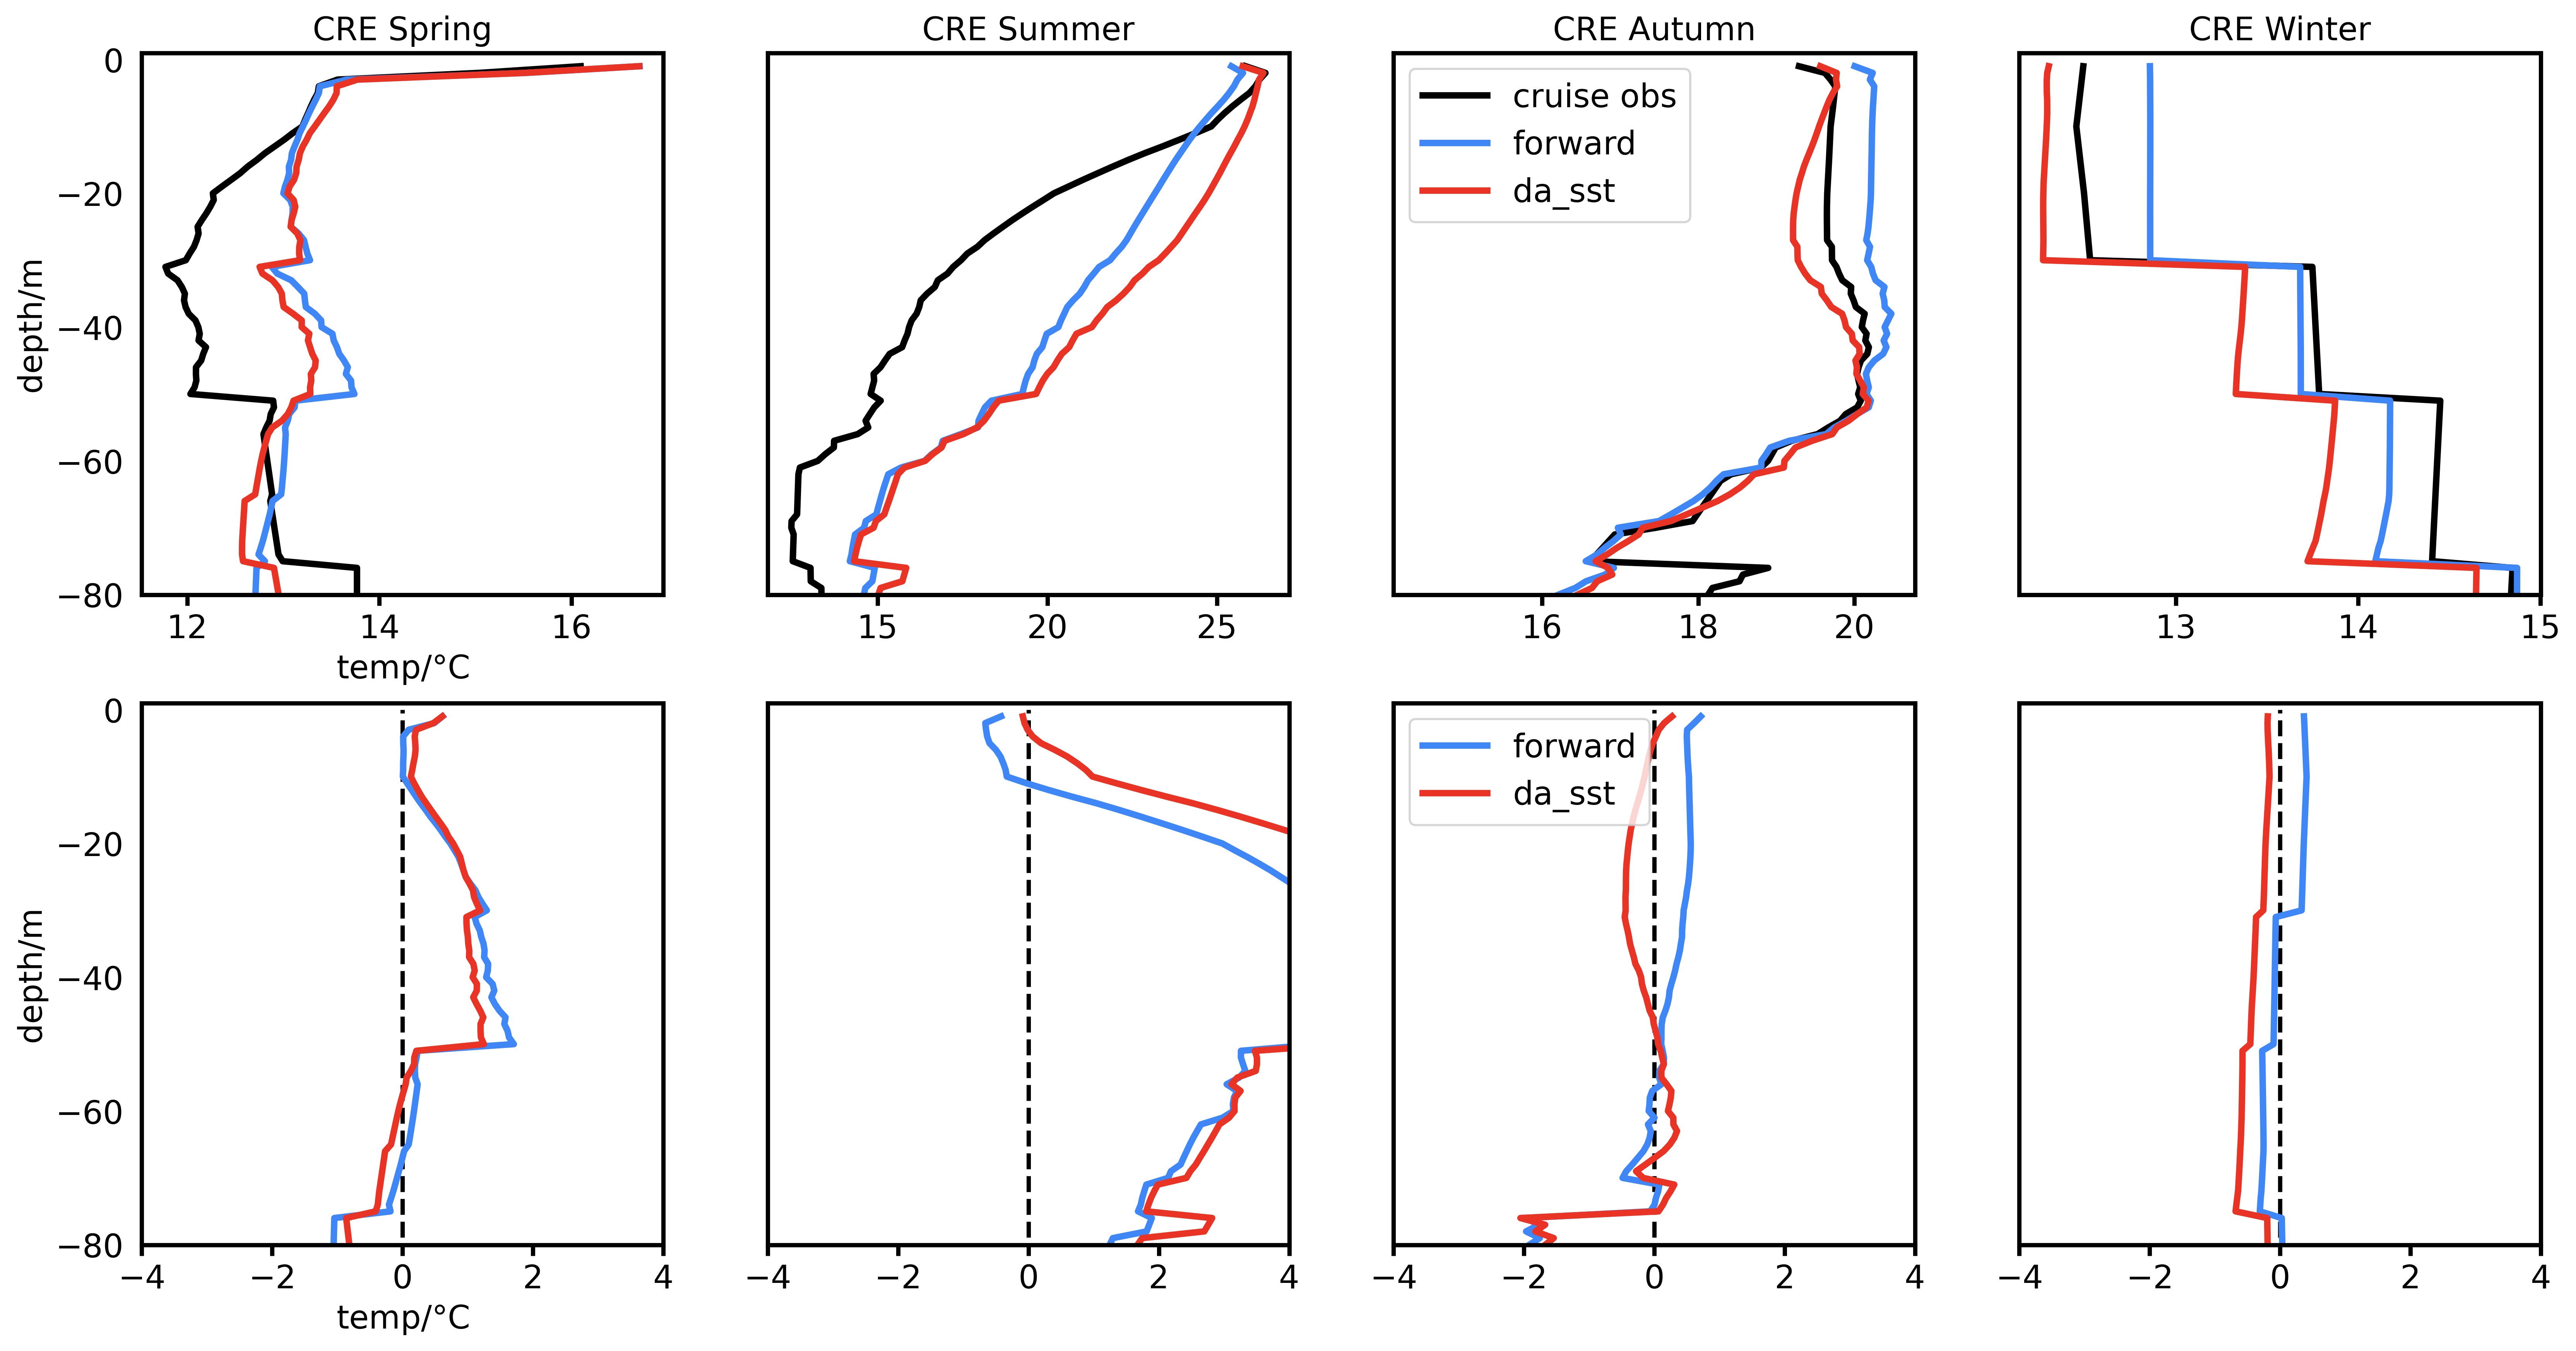 CRE Spring
CRE Summer
CRE Autumn
CRE Winter
0
−20
−40
−60
−80
depth/m
cruise obs
forward
da_sst
12 14 16
15 20 25
16 18 20
13 14 15
temp/°C
0
−20
−40
−60
−80
depth/m
forward
da_sst
−4 −2 0 2 4
−4 −2 0 2 4
−4 −2 0 2 4
−4 −2 0 2 4
temp/°C